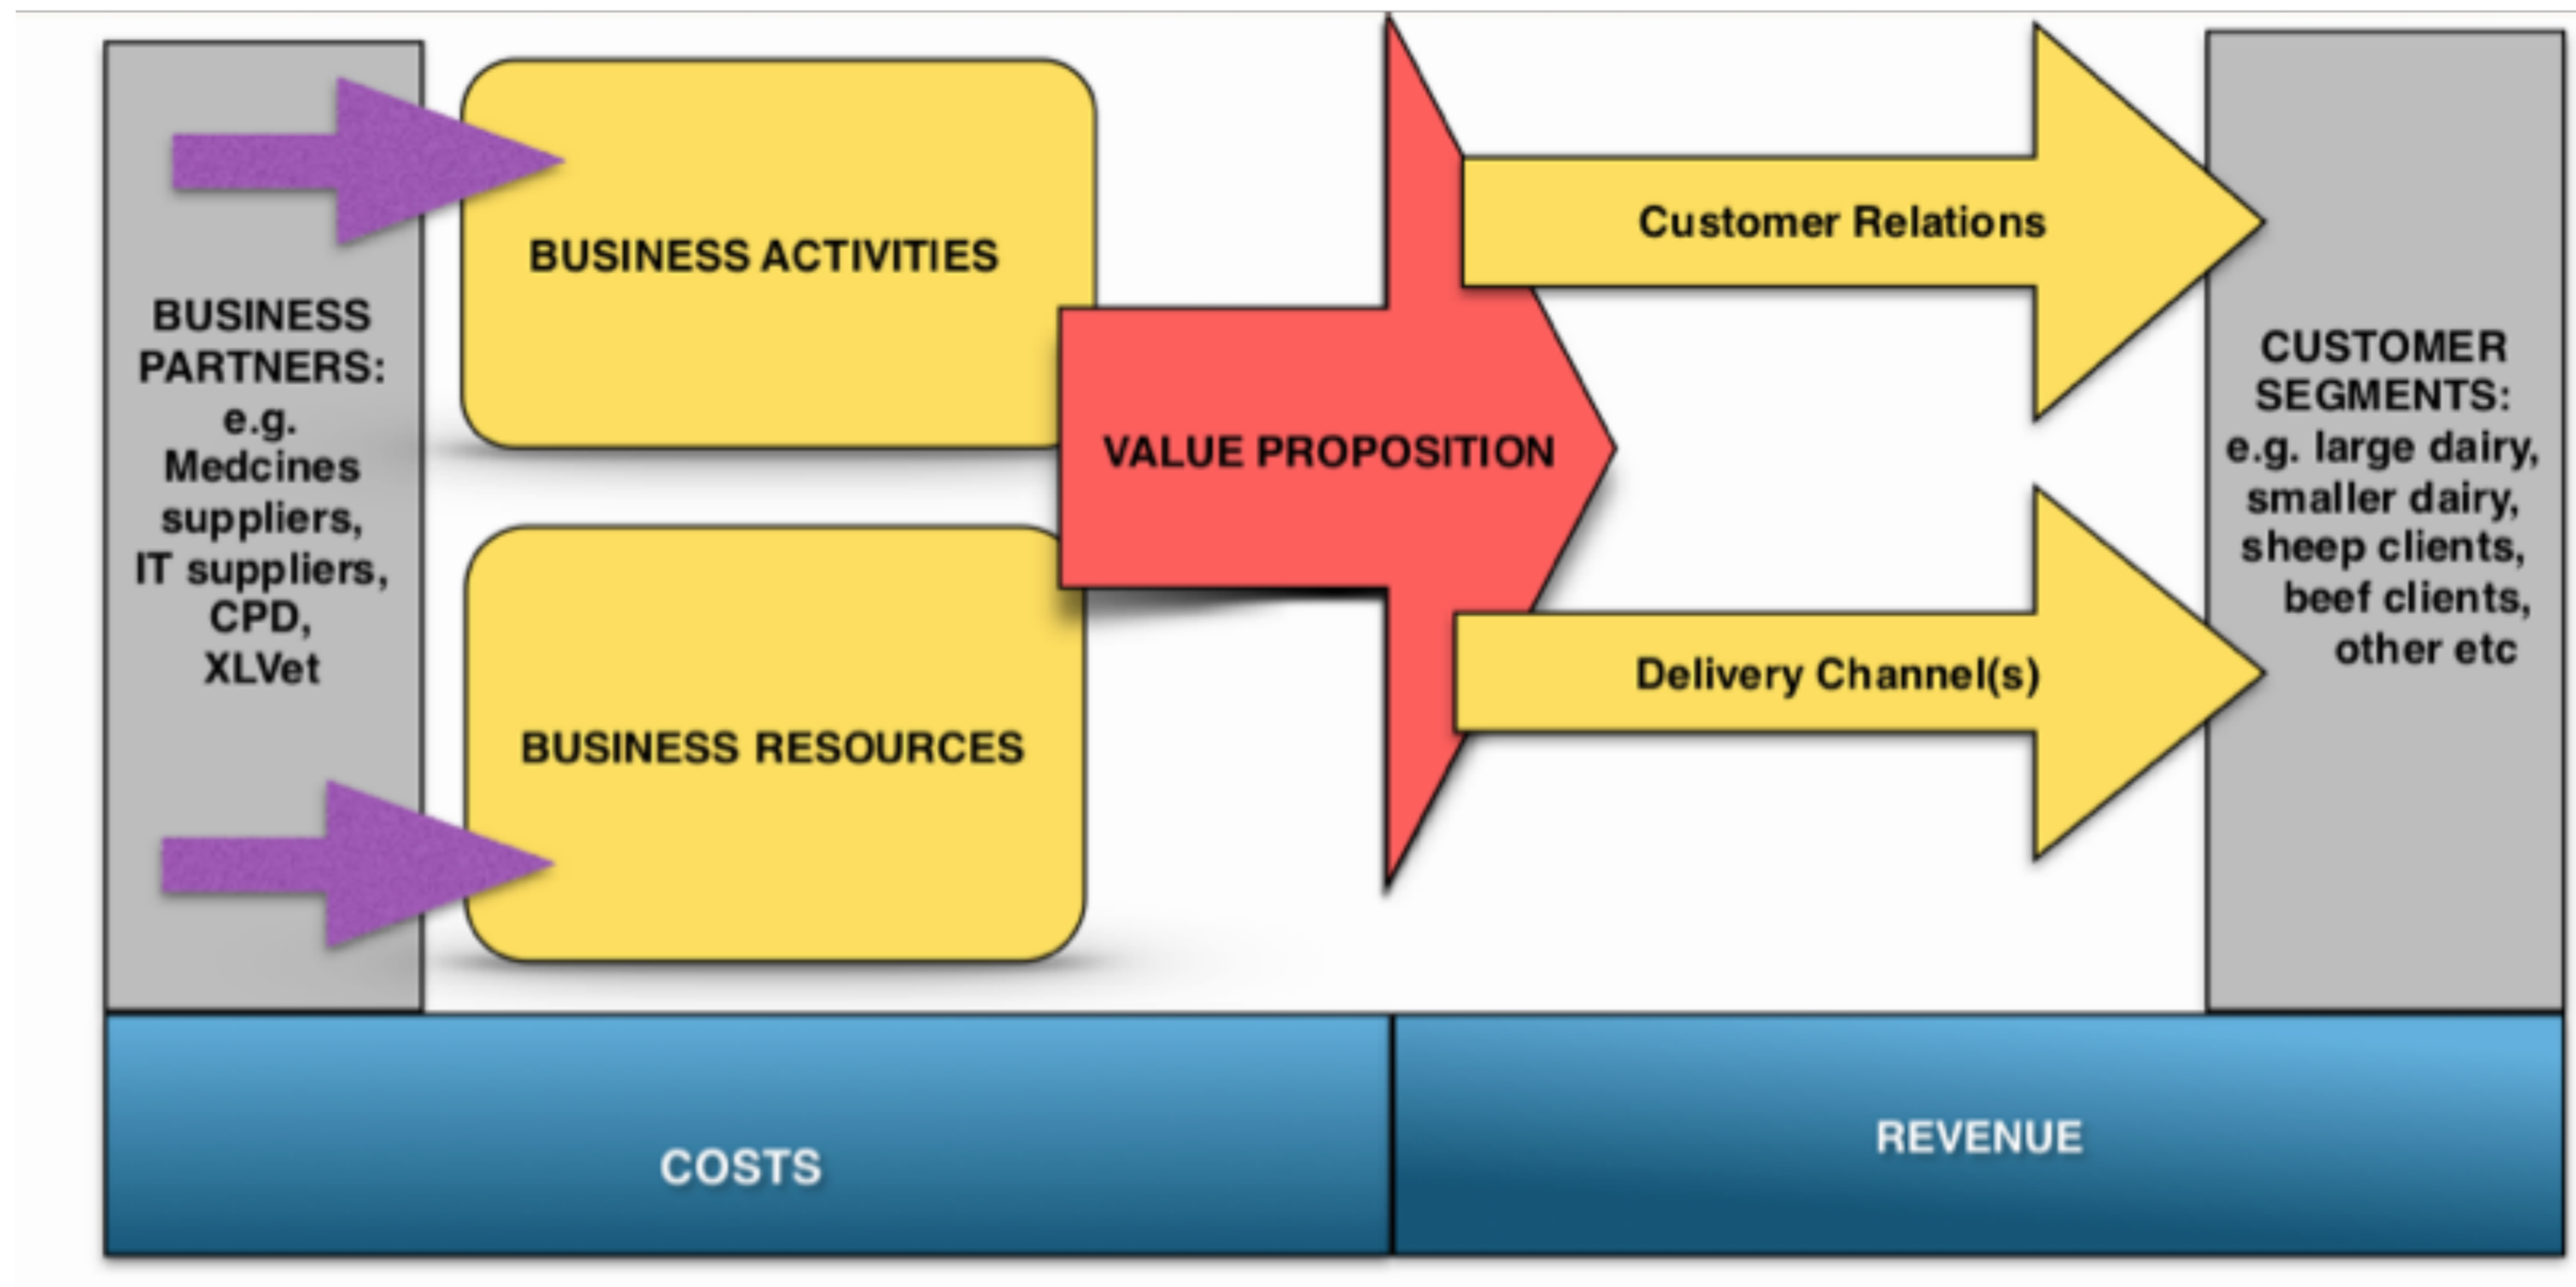 BUSINESS
PARTNERS:
e.g.
Medcines
suppliers,
IT suppliers,
CPD,
XLVet
BUSINESS ACTIVITIES
BUSINESS RESOURCES
VALUE PROPOSITION
Customer Relations
Delivery Channel(s)
CUSTOMER
SEGMENTS:
e.g. large dairy,
smaller dairy,
sheep clients,
beef clients,
other etc
COSTS
REVENUE